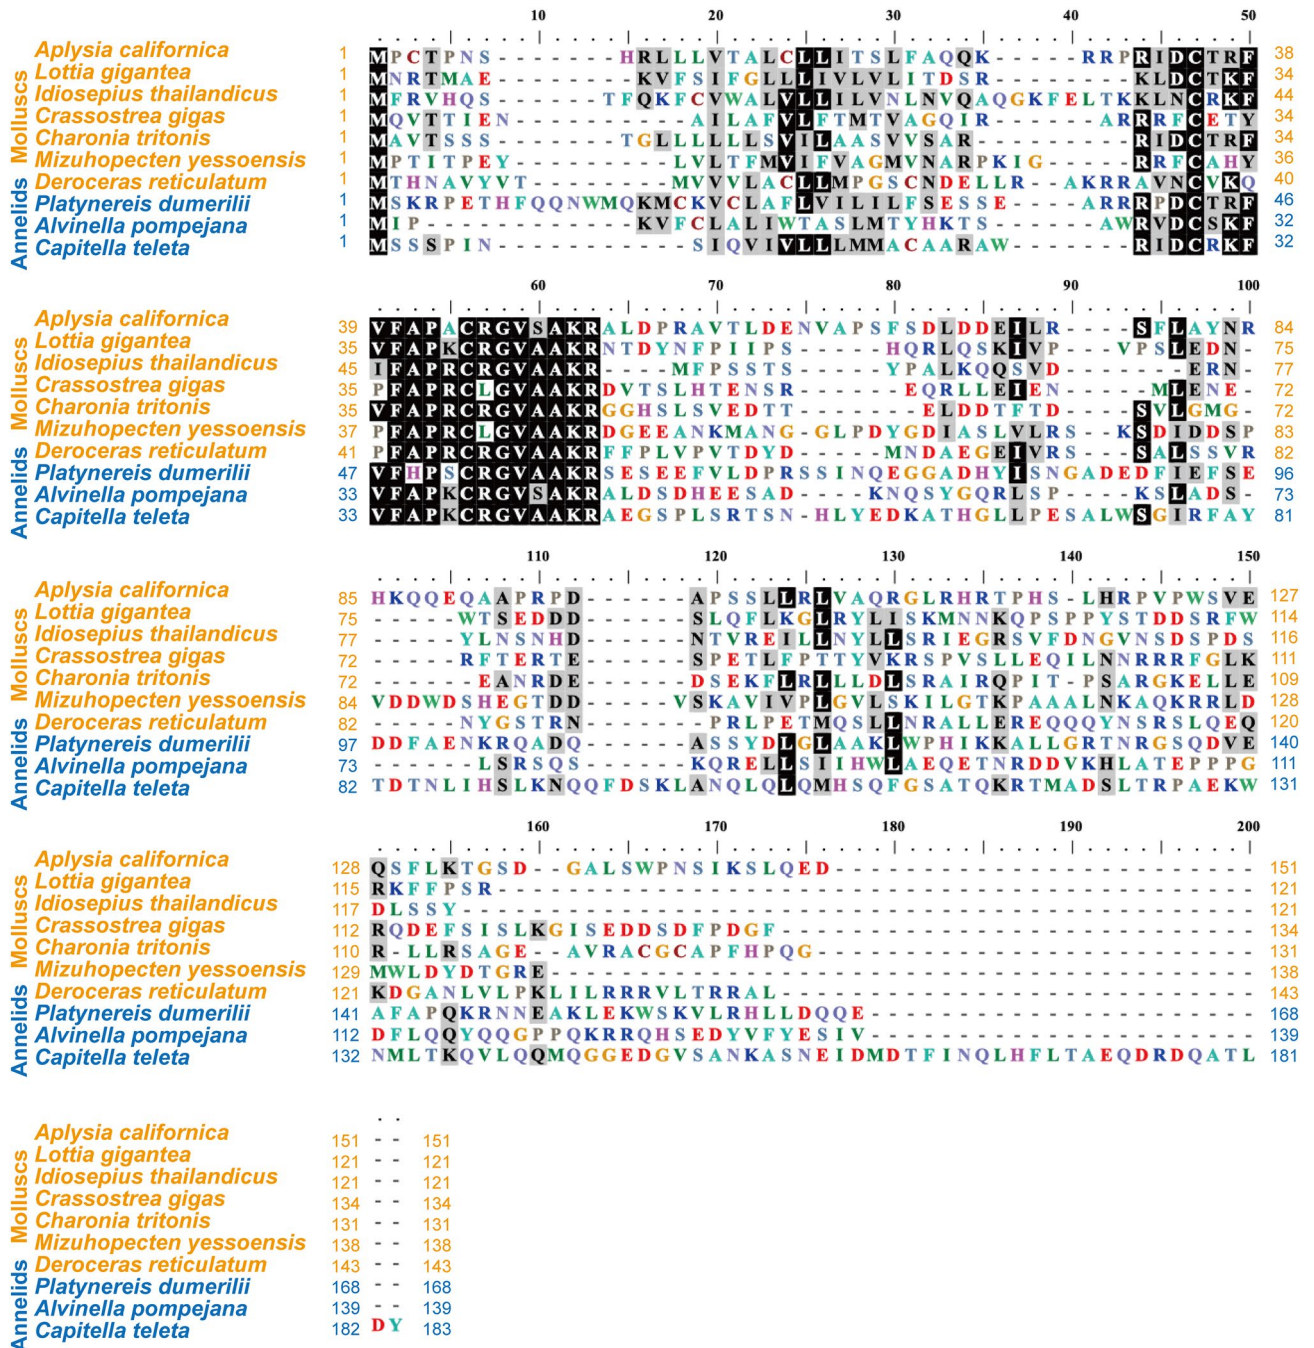 10 20 30 40 50
Molluscs
Annelids
Aplysia californica 1 MPCTPNS-------HRLLLVTALCLLITSLFAQQK-----RRPRIDCTRF 38
Lottia gigantea 1 MNRTMAE--------KVFSIFGLLLIVLVLITDSR--------KLDCTKF 34
Idiosepius thailandicus 1 MFRVHQS------TFQKFCVWALVLLILVNLNVQAQGKFELTKKLNCRKF 44
Crassostrea gigas 1 MQVTTIEN----------AILAFVLFTMTVAGQIR------ARRRFCETY 34
Charonia tritonis 1 MAVTSSS-------TGLLLLLLSVILAASVVSAR---------RIDCTRF 34
Mizuhopecten yessoensis 1 MPTITPEY---------LVLTFMVIFVAGMVNARPKIG-----RRFCAHY 36
Deroceras reticulatum 1 MTHNAVYVT--------MVVVLACLLMPGSCNDELLR--AKRRAVNCVKQ 40
Platynereis dumerilii 1 MSKRPETHFQQNWMQKMCKVCLAFLVILILFSESSE----ARRRPDCTRF 46
Alvinella pompejana 1 MIP------------KVFCLALIWTASLMTYHKTS------AWRVDCSKF 32
Capitella teleta 1 MSSSPIN-----------SIQVIVLLLMMACAARAW-------RIDCRKF 32
60 70 80 90 100
Molluscs
Annelids
Aplysia californica 39 VFAPACRGVSAKRALDPRAVTLDENVAPSFSDLDDEILR----SFLAYNR 84
Lottia gigantea 35 VFAPKCRGVAAKRNTDYNFPIIPS-----HQRLQSKIVP---VPSLEDN- 75
Idiosepius thailandicus 45 IFAPRCRGVAAKR----MFPSSTS-----YPALKQQSVD-------ERN- 77
Crassostrea gigas 35 PFAPRCLGVAAKRDVTSLHTENSR------EQRLLEIEN-----MLENE- 72
Charonia tritonis 35 VFAPRCRGVAAKRGGHSLSVEDTT-------ELDDTFTD----SVLGMG- 72
Mizuhopecten yessoensis 37 PFAPRCLGVAAKRDGEEANKMANG-GLPDYGDIASLVLRS--KSDIDDSP 83
Deroceras reticulatum 41 PFAPRCRGVAAKRFFPLVPVTDYD-----MNDAEGEIVRS---SALSSVR 82
Platynereis dumerilii 47 VFHPSCRGVAAKRSESEEFVLDPRSSINQEGGADHYISNGADEDFIEFSE 96
Alvinella pompejana 33 VFAPKCRGVSAKRALDSDHEESAD----KNQSYGQRLSP----KSLADS- 73
Capitella teleta 33 VFAPKCRGVAAKRAEGSPLSRTSN-HLYEDKATHGLLPESALWSGIRFAY 81
110 120 130 140 150
Molluscs
Annelids
Aplysia californica 85 HKQQEQAAPRPD------APSSLLRLVAQRGLRHRTPHS-LHRPVPWSVE 127
Lottia gigantea 75 -----WTSEDDD------SLQFLKGLRYLISKMNNKQPSPPYSTDDSRFW 114
Idiosepius thailandicus 77 -----YLNSNHD------NTVREILLNYLLSRIEGRSVFDNGVNSDSPDS 116
Crassostrea gigas 72 -----RFTERTE------SPETLFPTTYVKRSPVSLLEQILNNRRRFGLK 111
Charonia tritonis 72 ------EANRDE------DSEKFLRLLLDLSRAIRQPIT-PSARGKELLE 109
Mizuhopecten yessoensis 84 VDDWDSHEGTDD-----VSKAVIVPLGVLSKILGTKPAAALNKAQKRRLD 128
Deroceras reticulatum 82 -----NYGSTRN-------PRLPETMQSLLNRALLEREQQQYNSRSLQEQ 120
Platynereis dumerilii 97 DDFAENKRQADQ------ASSYDLGLAAKLWPHIKKALLGRTNRGSQDVE 140
Alvinella pompejana 73 ------LSRSQS------KQRELLSIIHWLAEQETNRDDVKHLATEPPPG 111
Capitella teleta 82 TDTNLIHSLKNQQFDSKLANQLQLQMHSQFGSATQKRTMADSLTRPAEKW 131
160 170 180 190 200
Molluscs
Annelids
Aplysia californica 128 QSFLKTGSD--GALSWPNSIKSLQED------------------------ 151
Lottia gigantea 115 RKFFPSR------------------------------------------- 121
Idiosepius thailandicus 117 DLSSY--------------------------------------------- 121
Crassostrea gigas 112 RQDEFSISLKGISEDDSDFPDGF--------------------------- 134
Charonia tritonis 110 R-LLRSAGE--AVRACGCAPFHPQG------------------------- 131
Mizuhopecten yessoensis 129 MWLDYDTGRE---------------------------------------- 138
Deroceras reticulatum 121 KDGANLVLPKLILRRRVLTRRAL--------------------------- 143
Platynereis dumerilii 141 AFAPQKRNNEAKLEKWSKVLRHLLDQQE---------------------- 168
Alvinella pompejana 112 DFLQQYQQGPPQKRRQHSEDYVFYESIV---------------------- 139
Capitella teleta 132 NMLTKQVLQQMQGGEDGVSANKASNEIDMDTFINQLHFLTAEQDRDQATL 181
Molluscs
Annelids
Aplysia californica 151 -- 151
Lottia gigantea 121 -- 121
Idiosepius thailandicus 121 -- 121
Crassostrea gigas 134 -- 134
Charonia tritonis 131 -- 131
Mizuhopecten yessoensis 138 -- 138
Deroceras reticulatum 143 -- 143
Platynereis dumerilii 168 -- 168
Alvinella pompejana 139 -- 139
Capitella teleta 182 DY 183